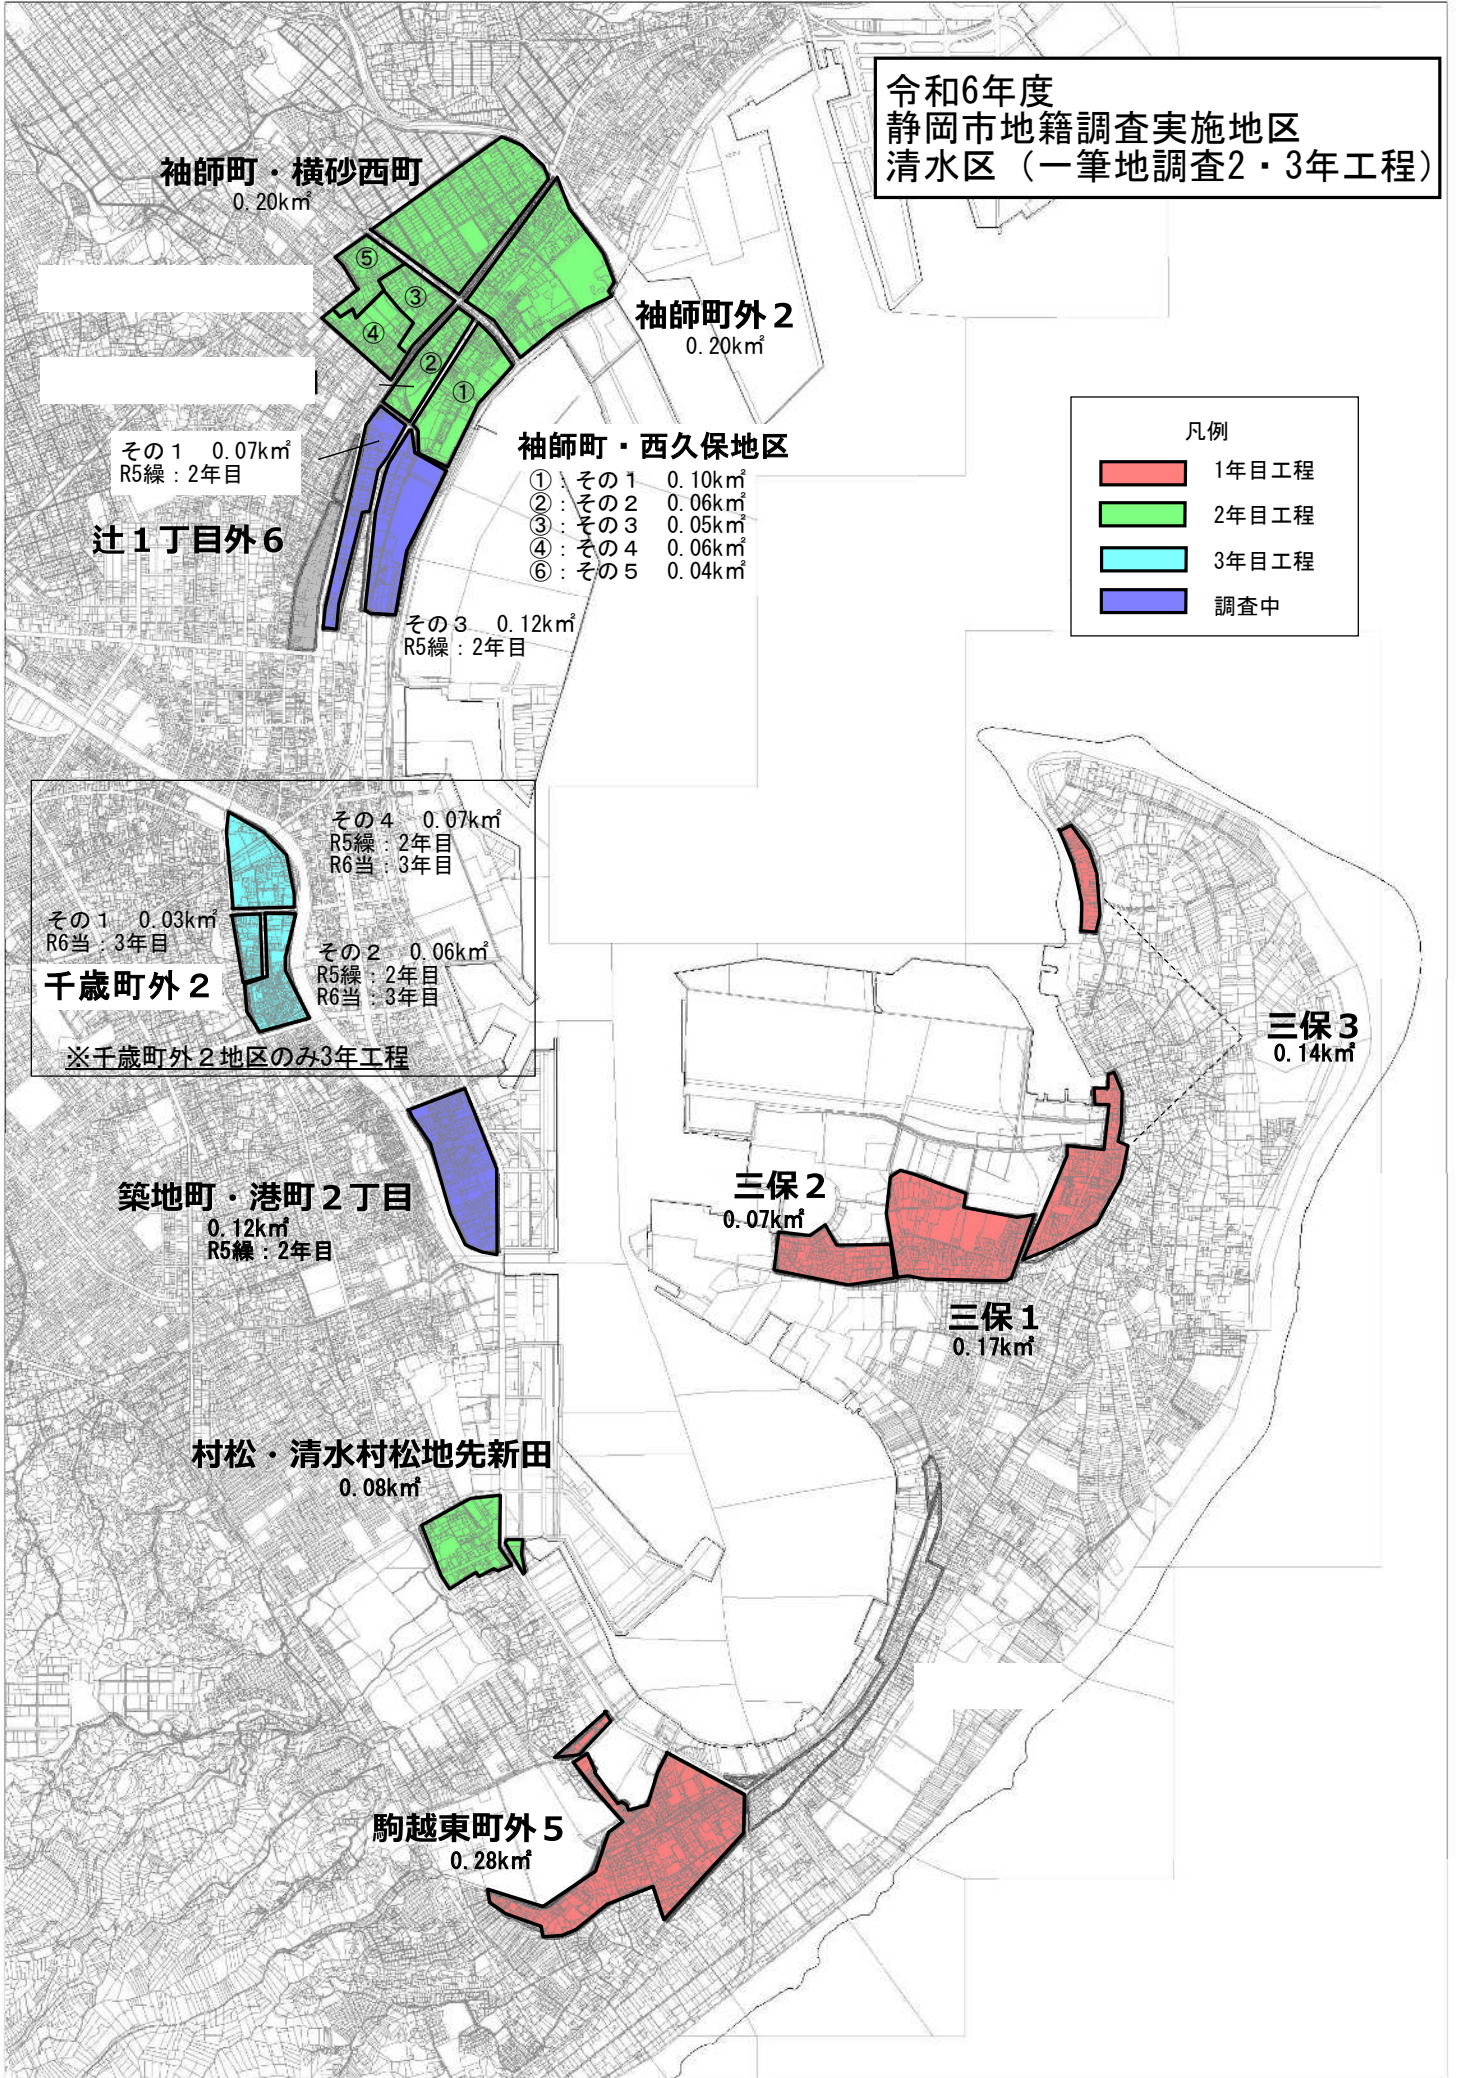 令和6年度
静岡市地籍調査実施地区
清水区（一筆地調査2・3年工程）
袖師町・横砂西町
0.20k㎡
⑤
③
④
②
①
袖師町外２
0.20k㎡
凡例
1年目工程
2年目工程
3年目工程
調査中
その１　0.07k㎡
R5繰：2年目
辻１丁目外６
袖師町・西久保地区
①：その１　0.10k㎡
②：その２　0.06k㎡
③：その３　0.05k㎡
④：その４　0.06k㎡
⑥：その５　0.04k㎡
その３　0.12k㎡
R5繰：2年目
その４　0.07k㎡
R5繰：2年目
R6当：3年目
その１　0.03k㎡
R6当：3年目
千歳町外２
その２　0.06k㎡
R5繰：2年目
R6当：3年目
※千歳町外２地区のみ3年工程
三保３
0.14k㎡
築地町・港町２丁目
0.12k㎡
R5繰：2年目
三保２
0.07k㎡
三保１
0.17k㎡
村松・清水村松地先新田
0.08k㎡
駒越東町外５
0.28k㎡